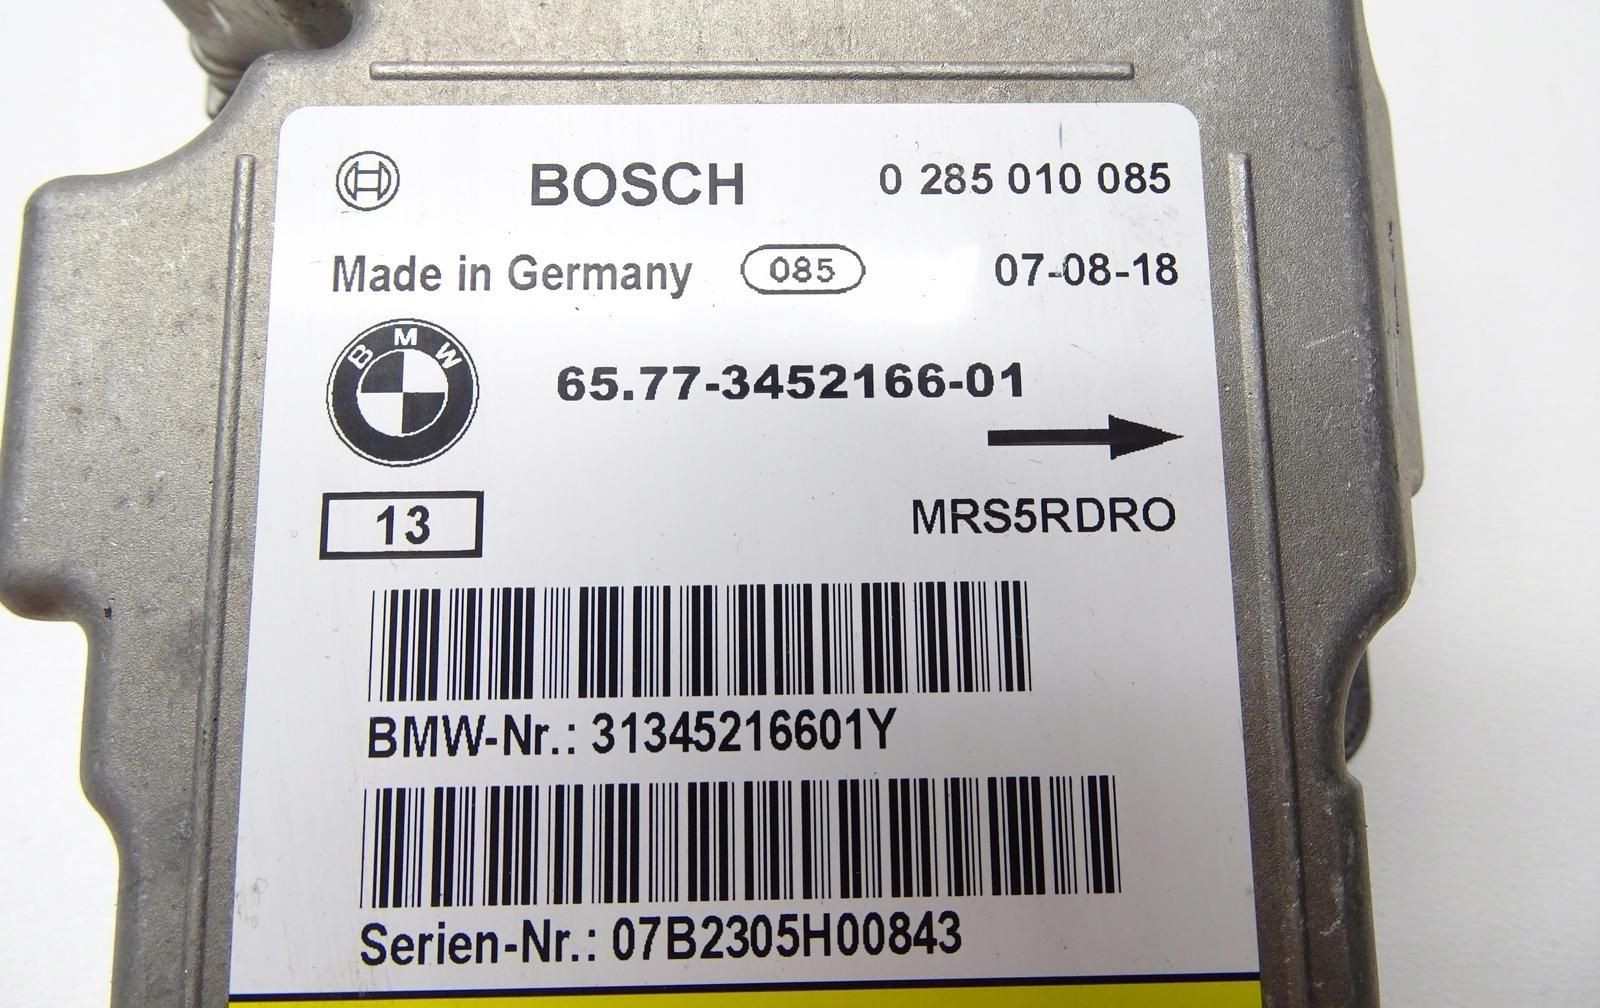 BOSCH 0 285 010 085
Made in Germany 085 07-08-18
BMW
65.77-3452166-01
13 MRS5RDRO
BMW-Nr.: 31345216601Y
Serien-Nr.: 07B2305H00843